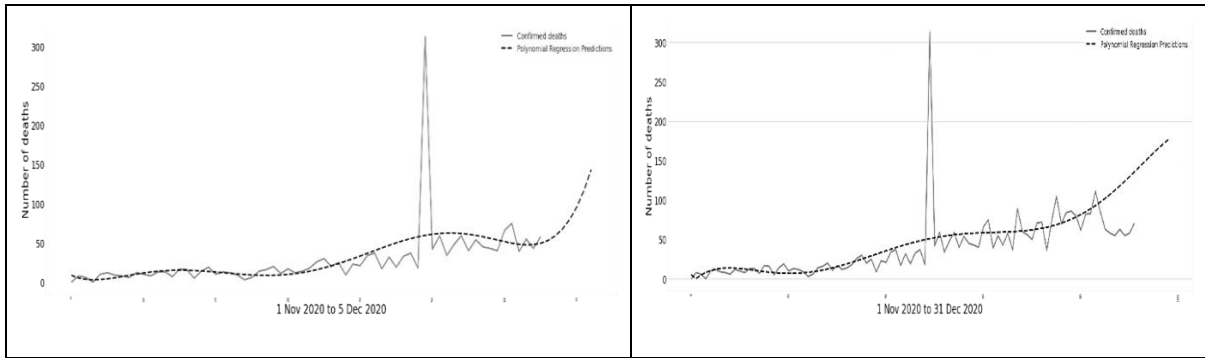 Confirmed deaths
Polynomial Regression Predictions
Number of deaths
300
250
200
150
100
50
0
1 Nov 2020 to 5 Dec 2020
Confirmed deaths
Polynomial Regression Predictions
Number of deaths
300
250
200
150
100
50
0
1 Nov 2020 to 31 Dec 2020